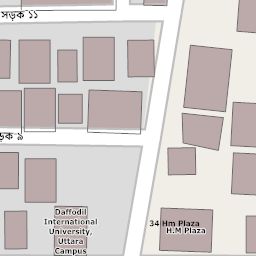 সড়ক ১১
ড়ক ৯
Daffodil
International
University,
Uttara
Campus
34 Hm Plaza
H.M Plaza